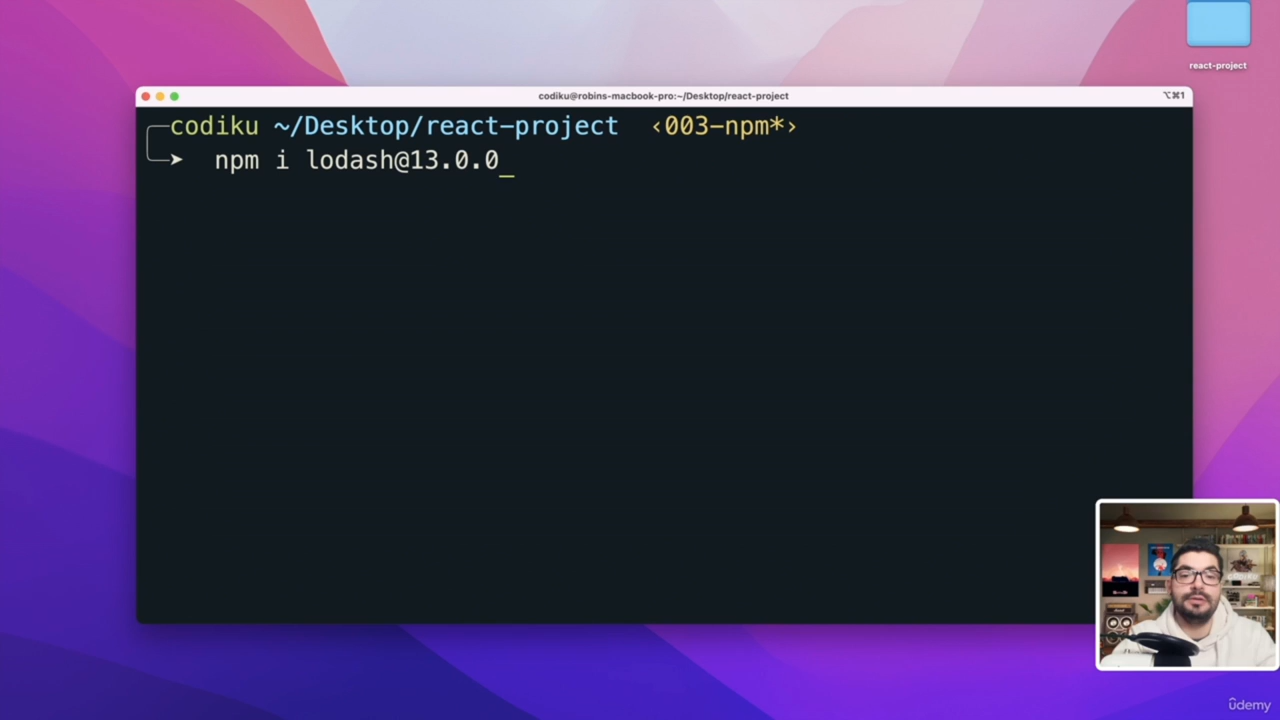 react-project
codiku@robins-macbook-pro:~/Desktop/react-project
⌥⌘1
codiku ~/Desktop/react-project ‹003-npm*›
npm i lodash@13.0.0_
ûdemy